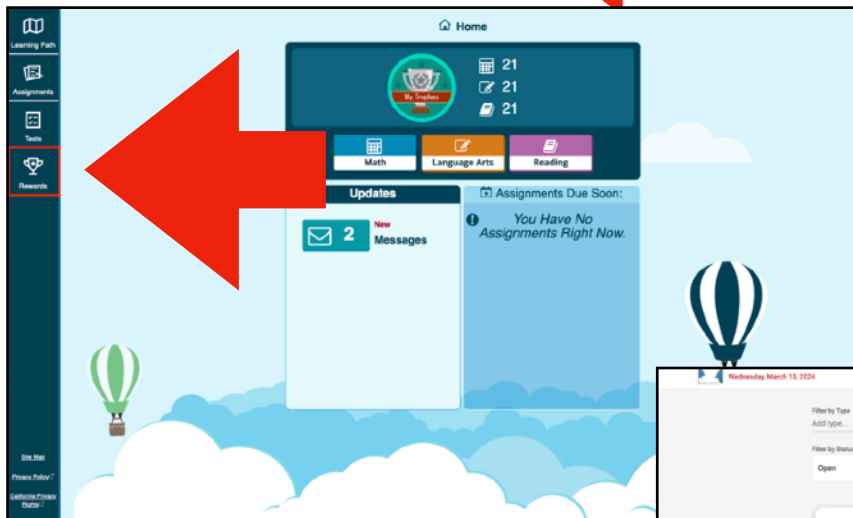 Home
Learning Path
Assignments
Tests
Rewards
My Trophies
21
21
21
Math
Language Arts
Reading
Updates
Assignments Due Soon:
2
New
Messages
You Have No
Assignments Right Now.
Wednesday, March 13, 2024
Filter by Type
Add type...
Filter by Status
Open
Site Map
Privacy Policy
California Privacy